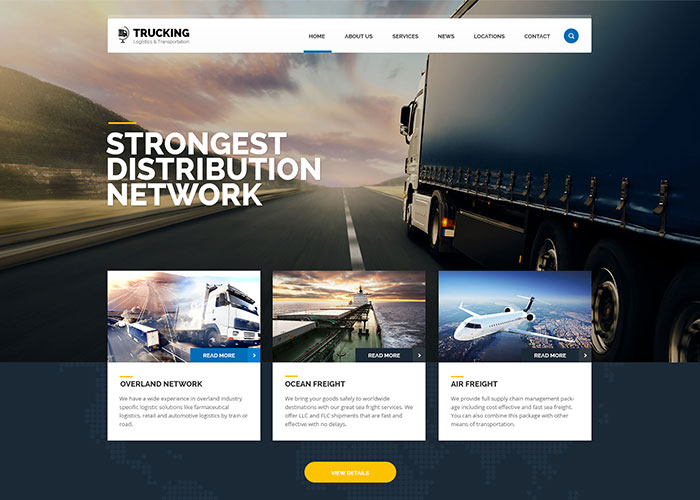 TRUCKING
Logistics & Transportation
HOME ABOUT US SERVICES NEWS LOCATIONS CONTACT
STRONGEST
DISTRIBUTION
NETWORK
READ MORE
OVERLAND NETWORK
We have a wide experience in overland industry
specific logistic solutions like farmaceutical
logistics, retail and automotive logistics by train or
road.
READ MORE
OCEAN FREIGHT
We bring your goods safely to worldwide
destinations with our great sea fright services. We
offer LLC and FLC shipments that are fast and
effective with no delays.
READ MORE
AIR FREIGHT
We provide full supply chain management pack-
age including cost effective and fast sea freight.
You can also combine this package with other
means of transportation.
VIEW DETAILS